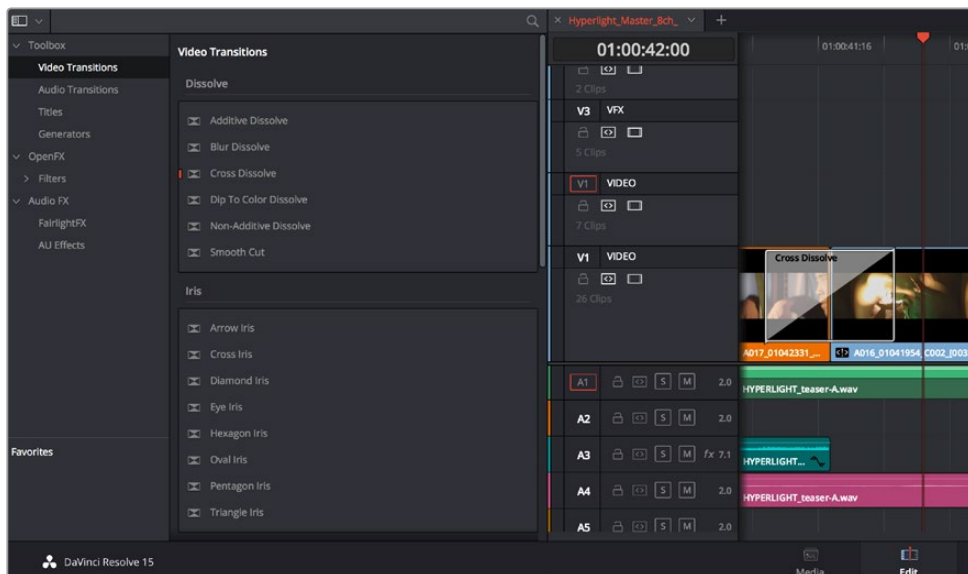 Hyperlight_Master_8ch_
Toolbox
Video Transitions
Audio Transitions
Titles
Generators
OpenFX
Filters
Audio FX
FairlightFX
AU Effects
Favorites
Video Transitions
Dissolve
Additive Dissolve
Blur Dissolve
Cross Dissolve
Dip To Color Dissolve
Non-Additive Dissolve
Smooth Cut
Iris
Arrow Iris
Cross Iris
Diamond Iris
Eye Iris
Hexagon Iris
Oval Iris
Pentagon Iris
Triangle Iris
01:00:42:00
01:00:41:16
2 Clips
V3 VFX
5 Clips
V1 VIDEO
7 Clips
V1 VIDEO
26 Clips
Cross Dissolve
A017_01042331_...
A016_01041954_C002_[003
A1 S M 2.0
HYPERLIGHT_teaser-A.wav
A2 S M 2.0
A3 S M fx 7.1
HYPERLIGHT...
A4 S M 2.0
HYPERLIGHT_teaser-A.wav
A5 S M 2.0
DaVinci Resolve 15
Media
Edit